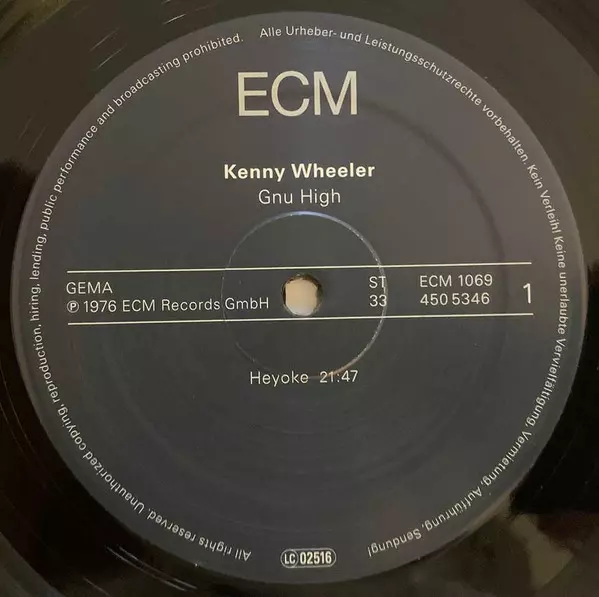 ECM
Kenny Wheeler
Gnu High
GEMA
ST
ECM 1069
℗ 1976 ECM Records GmbH
33
450 5346
1
Heyoke 21:47
LC 02516
All rights reserved. Unauthorized copying, reproduction, hiring, lending, public performance and broadcasting prohibited.
Alle Urheber- und Leistungsschutzrechte vorbehalten. Kein Verleih! Keine unerlaubte Vervielfältigung, Vermietung, Aufführung, Sendung!